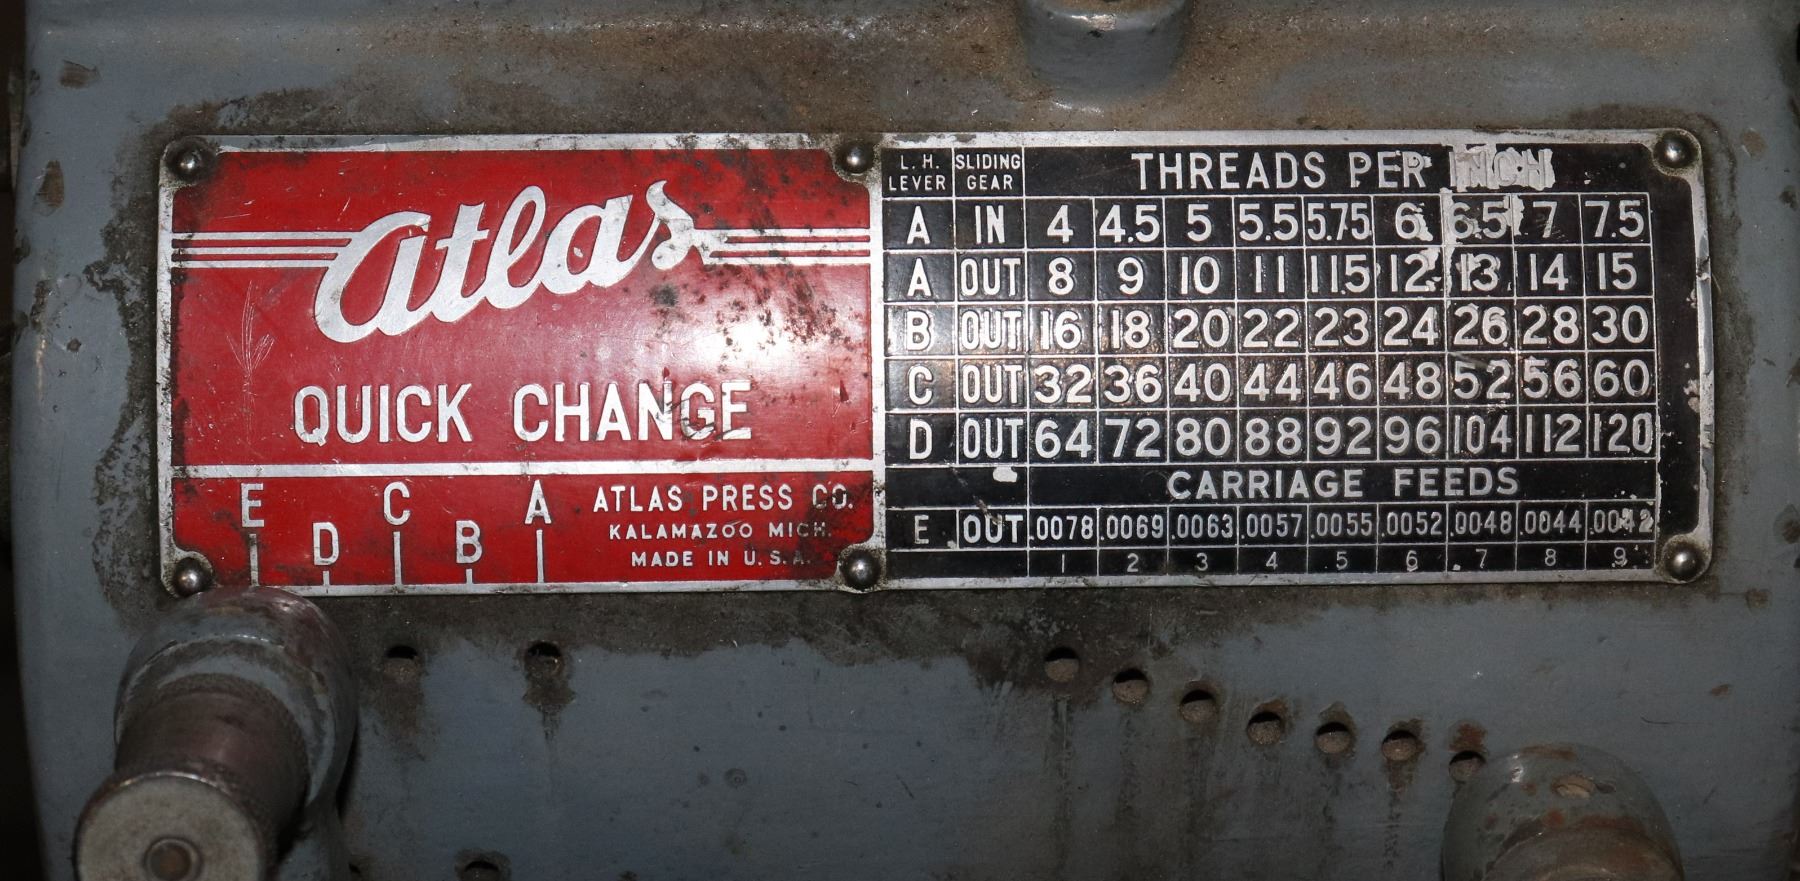 atlas
QUICK CHANGE
E C A
D B
ATLAS PRESS CO.
KALAMAZOO MICH.
MADE IN U.S.A.
L.H. LEVER SLIDING GEAR THREADS PER INCH
A IN 4 4.5 5 5.5 5.75 6 6.5 7 7.5
A OUT 8 9 10 11 11.5 12 13 14 15
B OUT 16 18 20 22 23 24 26 28 30
C OUT 32 36 40 44 46 48 52 56 60
D OUT 64 72 80 88 92 96 104 112 120
CARRIAGE FEEDS
E OUT .0078 .0069 .0063 .0057 .0055 .0052 .0048 .0044 .0042
1 2 3 4 5 6 7 8 9